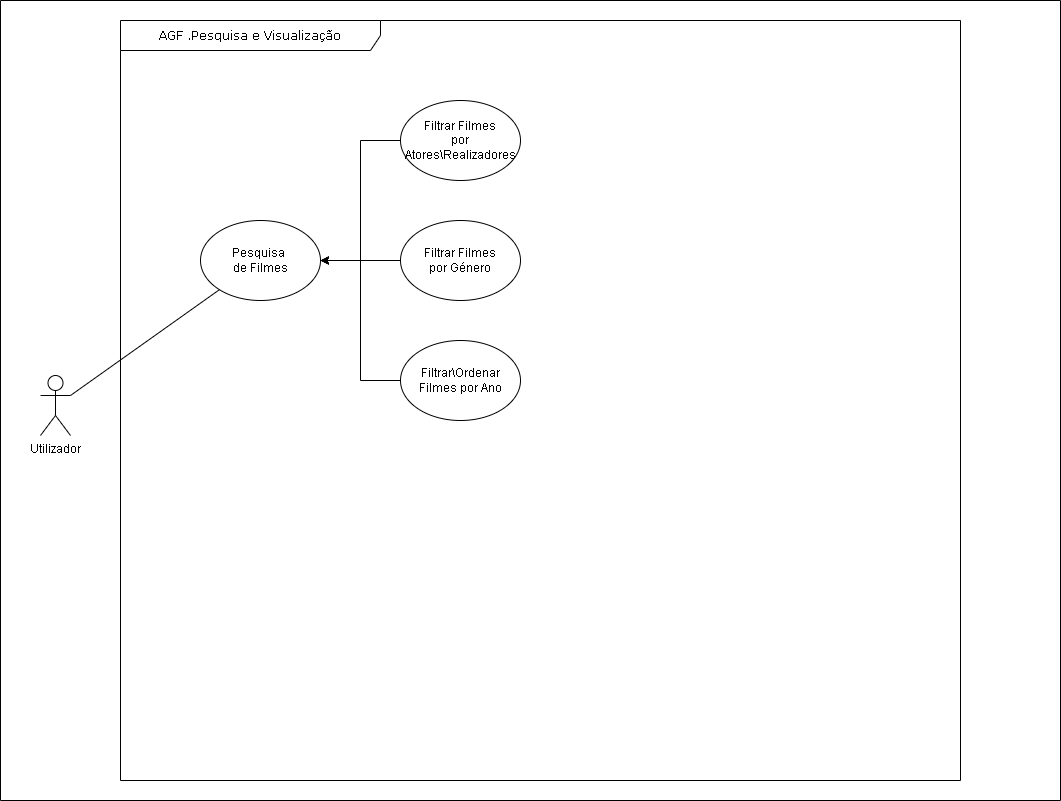 AGF .Pesquisa e Visualização
Filtrar Filmes
por
Atores\Realizadores
Pesquisa
de Filmes
Filtrar Filmes
por Género
Filtrar\Ordenar
Filmes por Ano
Utilizador